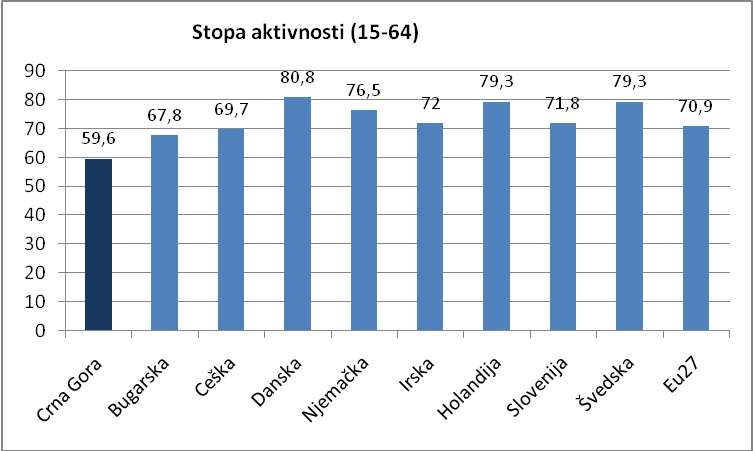 Stopa aktivnosti (15-64)
90
80
70
60
50
40
30
20
10
0
59,6
67,8
69,7
80,8
76,5
72
79,3
71,8
79,3
70,9
Crna Gora
Bugarska
Ceška
Danska
Njemačka
Irska
Holandija
Slovenija
Švedska
Eu27